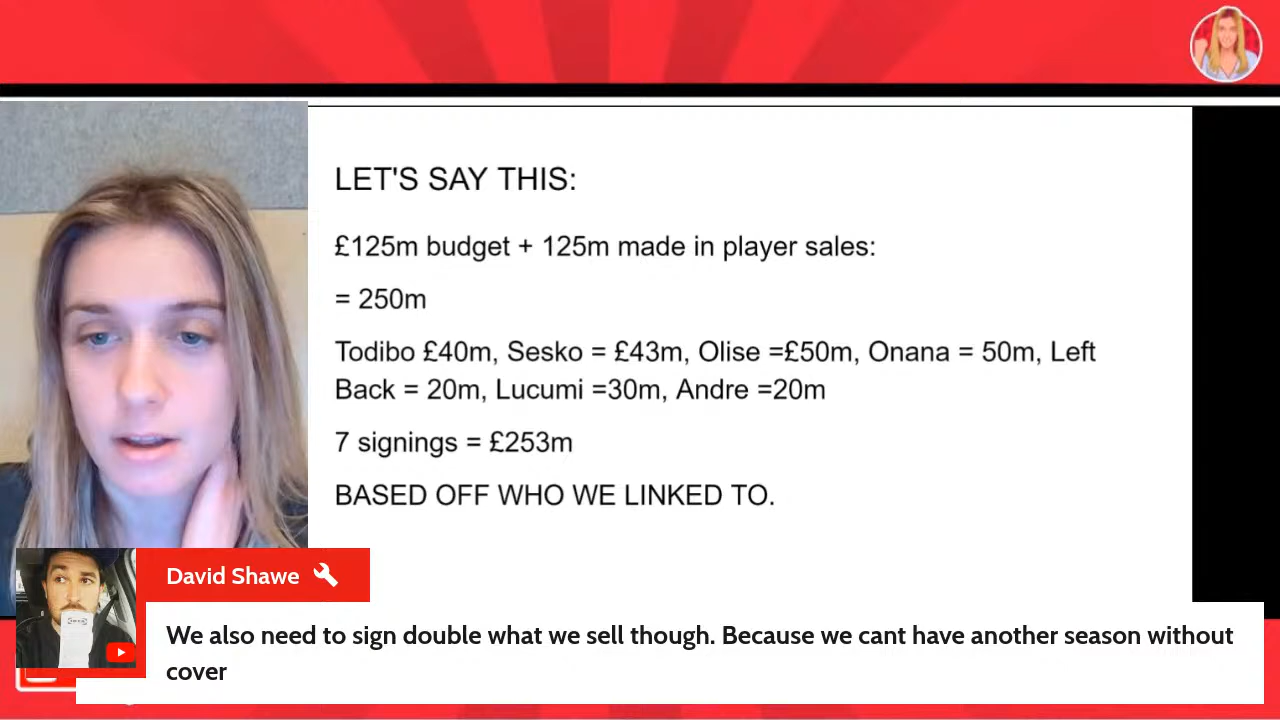 LET'S SAY THIS:
£125m budget + 125m made in player sales:
= 250m
Todibo £40m, Sesko = £43m, Olise =£50m, Onana = 50m, Left
Back = 20m, Lucumi =30m, Andre =20m
7 signings = £253m
BASED OFF WHO WE LINKED TO.
David Shawe
We also need to sign double what we sell though. Because we cant have another season without
cover